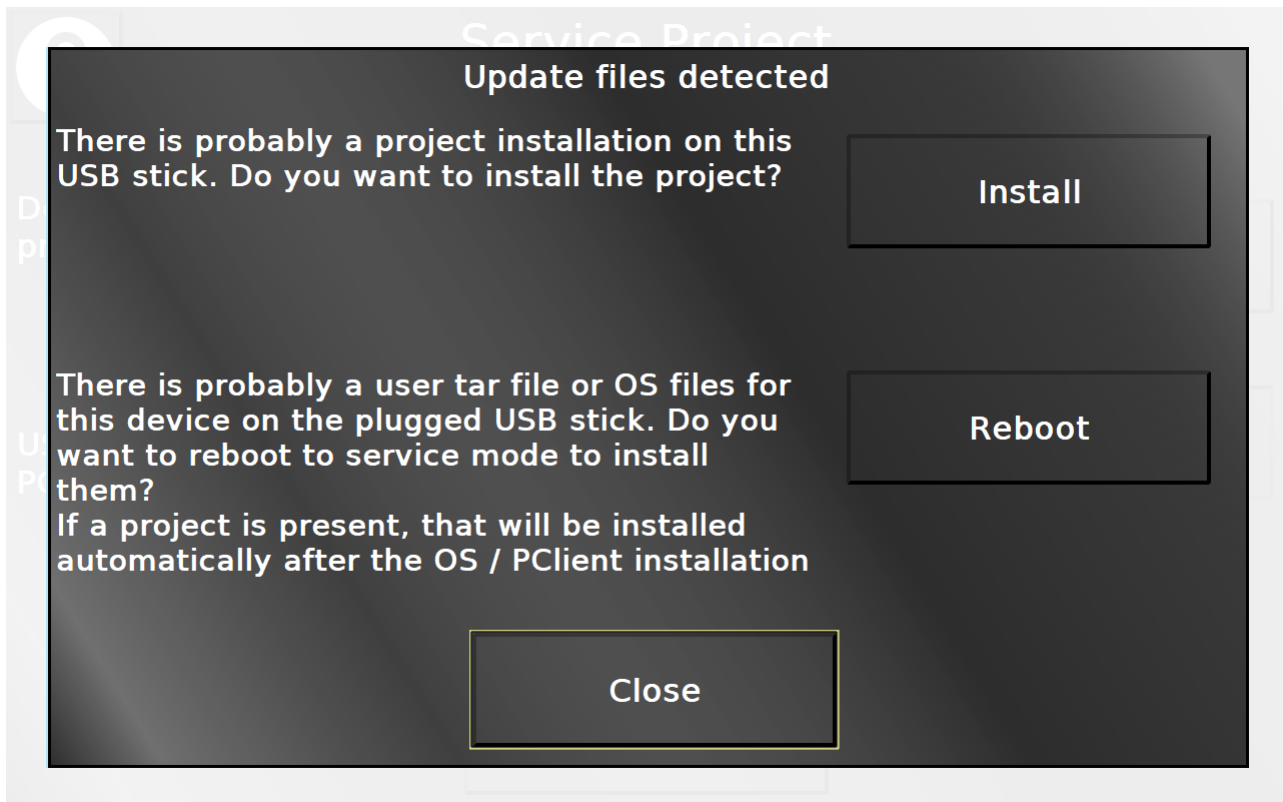 Service Project
Update files detected
There is probably a project installation on this
USB stick. Do you want to install the project?
Install
There is probably a user tar file or OS files for
this device on the plugged USB stick. Do you
want to reboot to service mode to install
them?
If a project is present, that will be installed
automatically after the OS / PClient installation
Reboot
Close